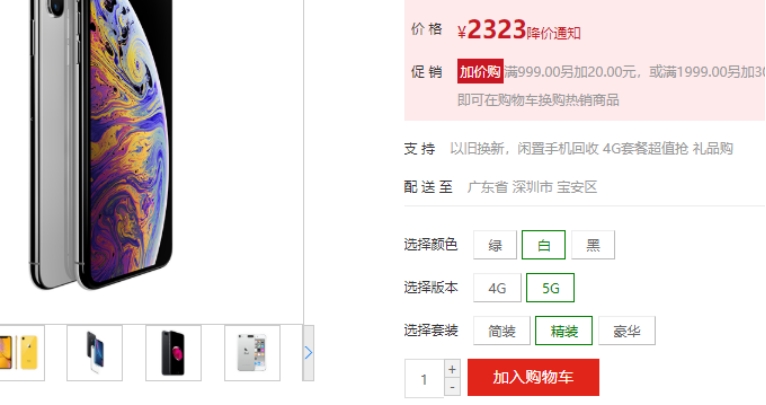 价 格 ¥2323降价通知
促 销 加价购满999.00另加20.00元，或满1999.00另加30
即可在购物车换购热销商品
支 持 以旧换新，闲置手机回收 4G套餐超值抢 礼品购
配 送 至 广东省 深圳市 宝安区
选择颜色 绿 白 黑
选择版本 4G 5G
选择套装 简装 精装 豪华
1 + - 加入购物车